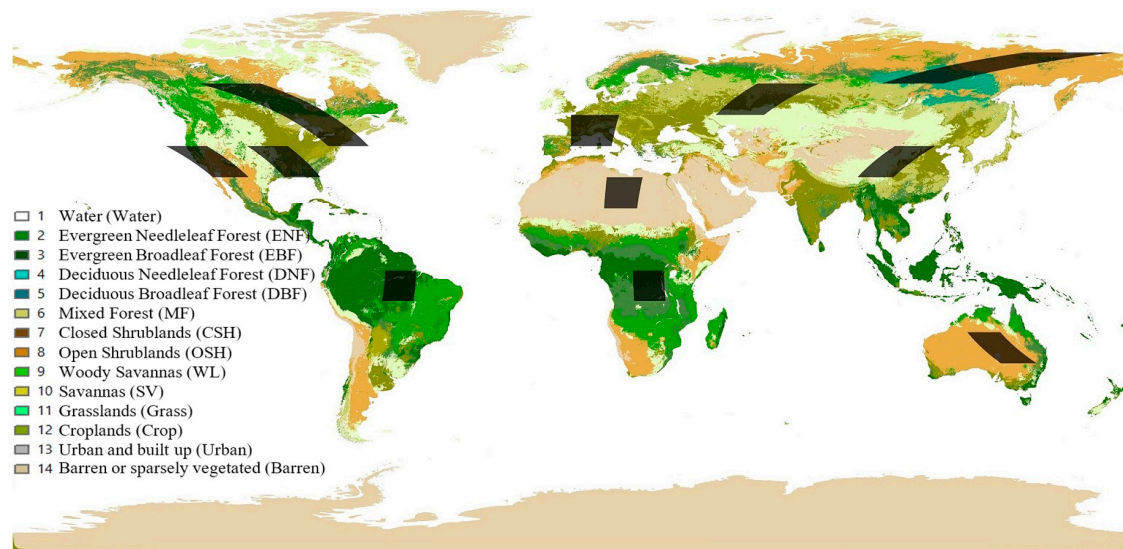 1 Water (Water)
2 Evergreen Needleleaf Forest (ENF)
3 Evergreen Broadleaf Forest (EBF)
4 Deciduous Needleleaf Forest (DNF)
5 Deciduous Broadleaf Forest (DBF)
6 Mixed Forest (MF)
7 Closed Shrublands (CSH)
8 Open Shrublands (OSH)
9 Woody Savannas (WL)
10 Savannas (SV)
11 Grasslands (Grass)
12 Croplands (Crop)
13 Urban and built up (Urban)
14 Barren or sparsely vegetated (Barren)